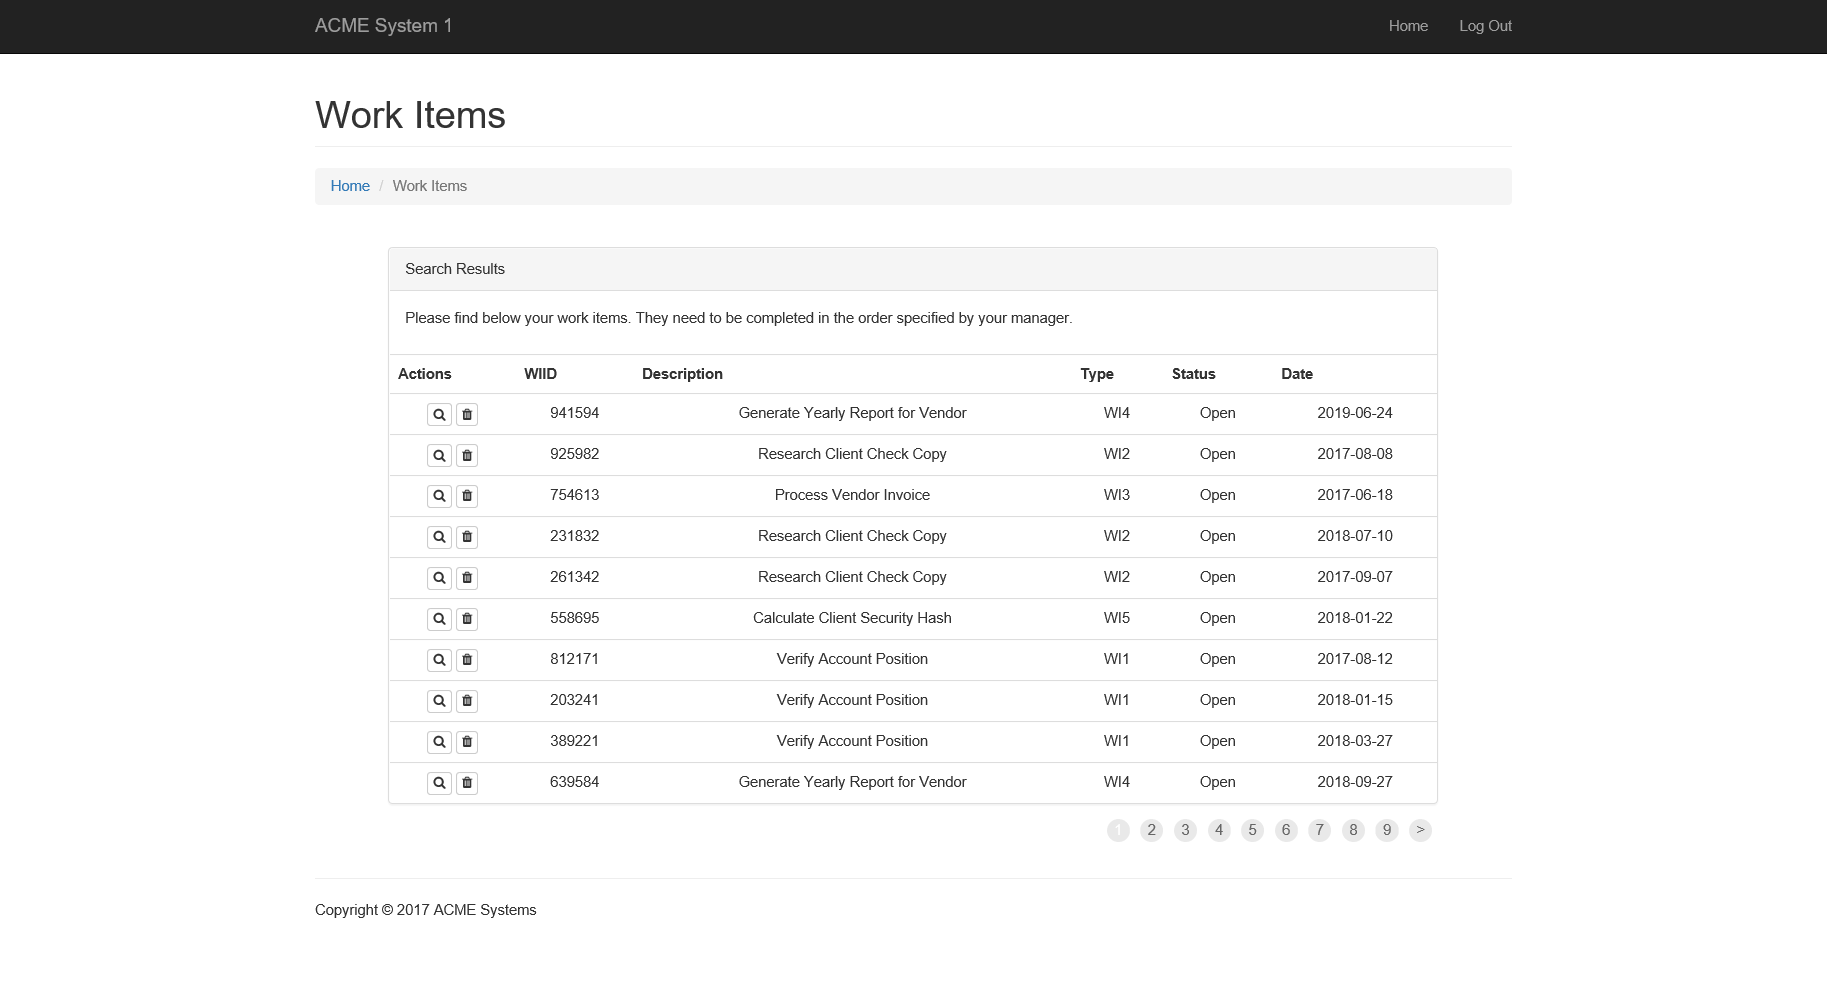 ACME System 1 Home Log Out
Work Items
Home / Work Items
Search Results
Please find below your work items. They need to be completed in the order specified by your manager.
Actions WIID Description Type Status Date
941594 Generate Yearly Report for Vendor WI4 Open 2019-06-24
925982 Research Client Check Copy WI2 Open 2017-08-08
754613 Process Vendor Invoice WI3 Open 2017-06-18
231832 Research Client Check Copy WI2 Open 2018-07-10
261342 Research Client Check Copy WI2 Open 2017-09-07
558695 Calculate Client Security Hash WI5 Open 2018-01-22
812171 Verify Account Position WI1 Open 2017-08-12
203241 Verify Account Position WI1 Open 2018-01-15
389221 Verify Account Position WI1 Open 2018-03-27
639584 Generate Yearly Report for Vendor WI4 Open 2018-09-27
1 2 3 4 5 6 7 8 9 >
Copyright © 2017 ACME Systems